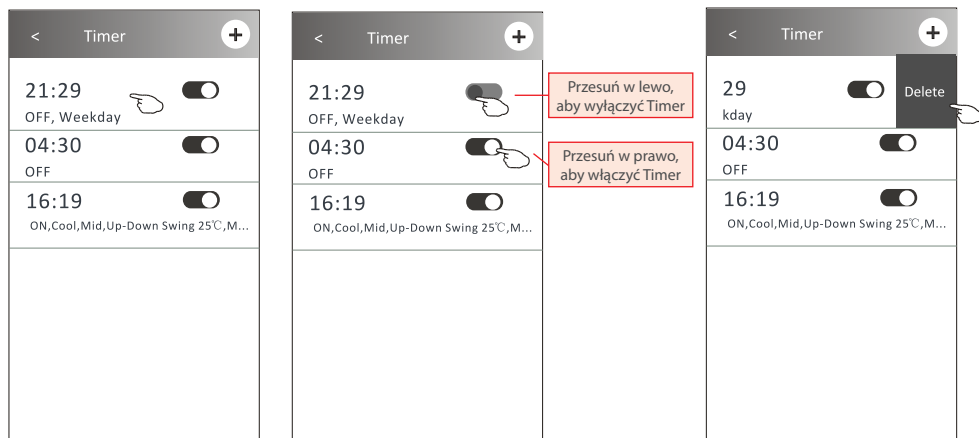 < Timer +
21:29
OFF, Weekday
04:30
OFF
16:19
ON,Cool,Mid,Up-Down Swing 25℃,M...
< Timer +
21:29
OFF, Weekday
04:30
OFF
16:19
ON,Cool,Mid,Up-Down Swing 25℃,M...
Przesuń w lewo,
aby wyłączyć Timer
Przesuń w prawo,
aby włączyć Timer
< Timer +
29
kday
Delete
04:30
OFF
16:19
ON,Cool,Mid,Up-Down Swing 25℃,M...